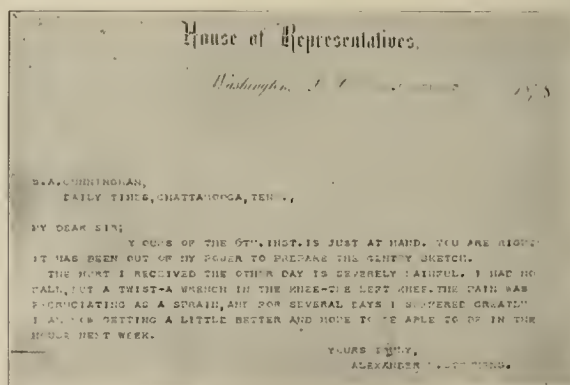 House of Representatives.
Washington,
CUNNINGHAM,
DAILY TIMES, CHATTANOOGA, TENN.,
MY DEAR SIR;
YOURS OF THE 6TH. INST. IS JUST AT HAND. YOU ARE RIGHT
IT HAS BEEN OUT OF MY POWER TO PREPARE THE GENTRY SKETCH.
THE HURT I RECEIVED THE OTHER DAY IS SEVERELY PAINFUL. I HAD NO
FALL, BUT A TWIST-A WRENCH IN THE KNEE-THE LEFT KNEE. THE PAIN WAS
EXCRUCIATING AS A STRAIN, AND FOR SEVERAL DAYS I SUFFERED GREATLY
I AM NOW GETTING A LITTLE BETTER AND HOPE TO BE ABLE TO BE IN THE
HOUSE NEXT WEEK.
YOURS TRULY,
ALEXANDER STEPHENS.